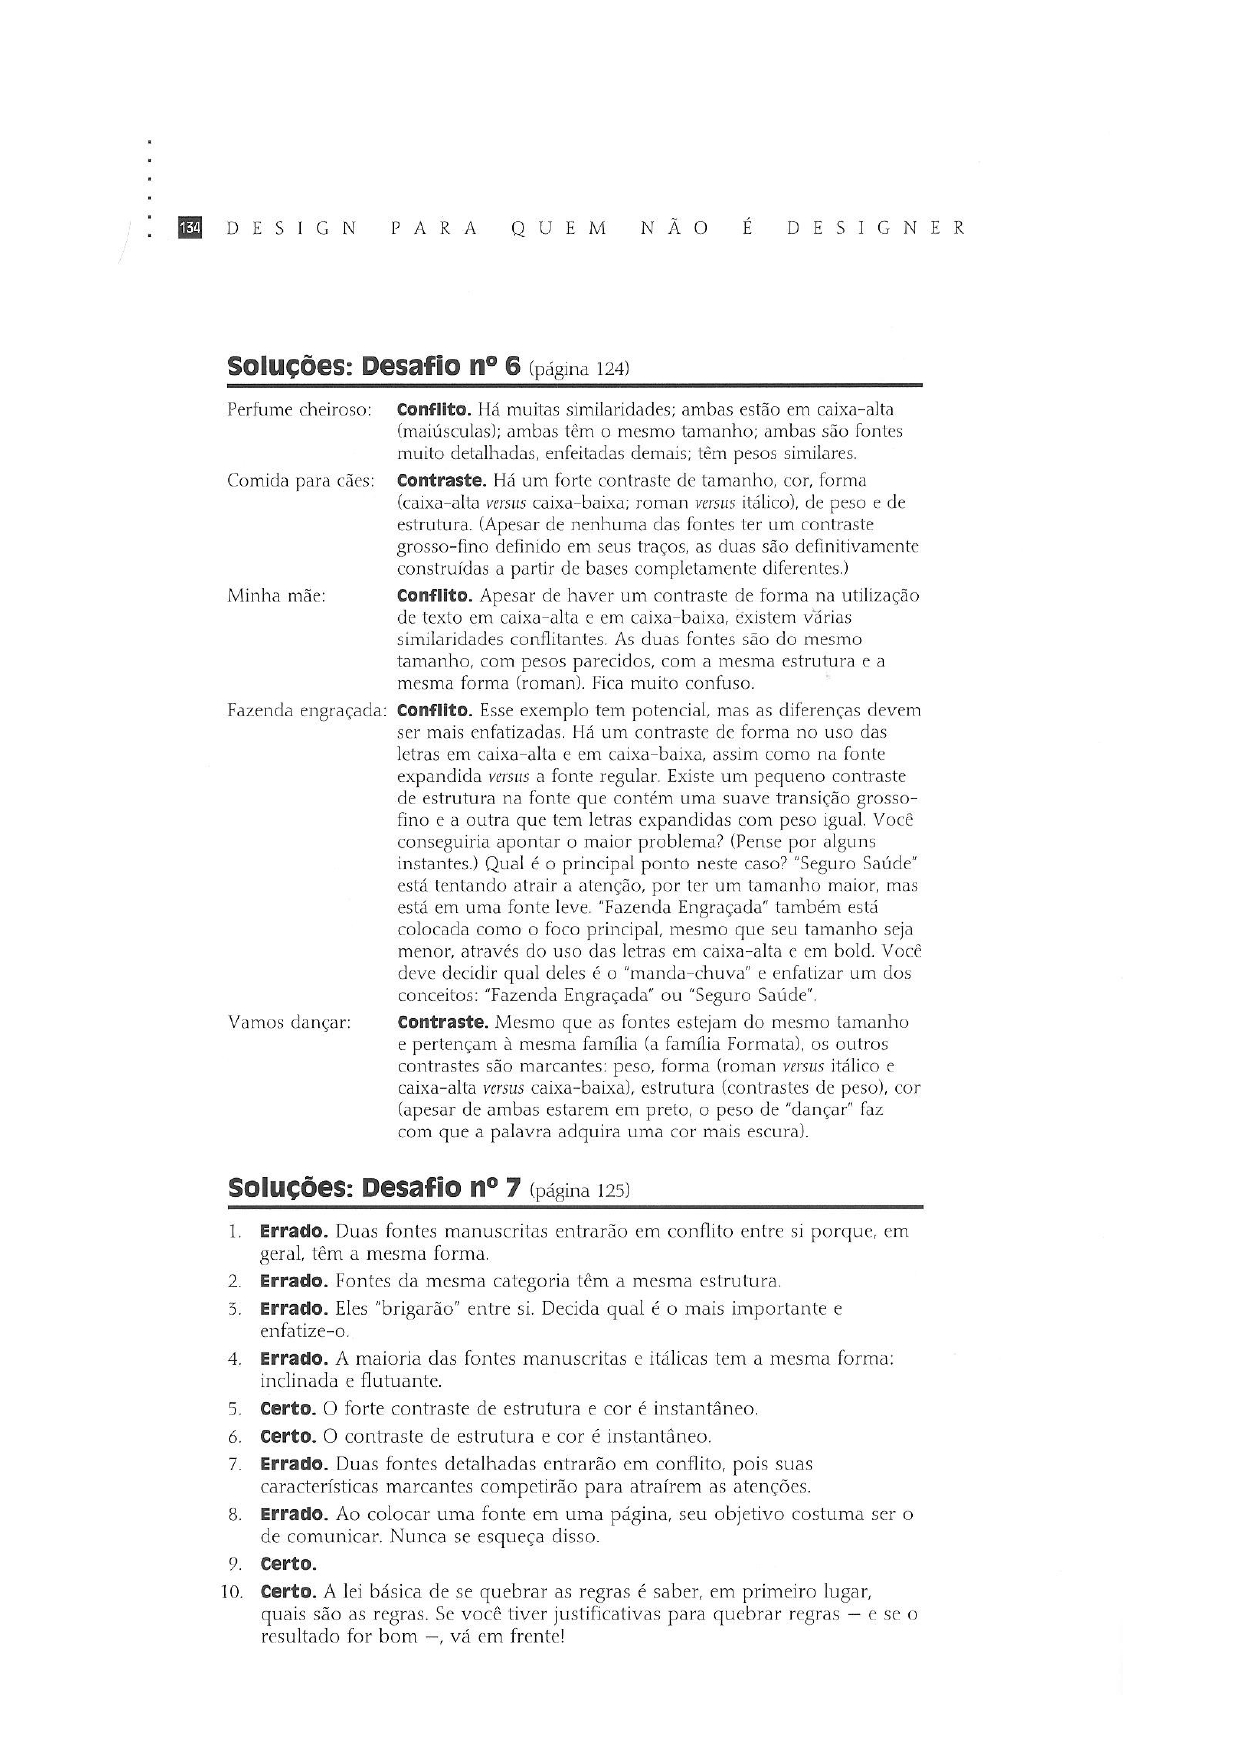 134 DESIGN PARA QUEM NÃO É DESIGNER
Soluções: Desafio nº 6 (página 124)
Perfume cheiroso: Conflito. Há muitas similaridades; ambas estão em caixa-alta
(maiúsculas); ambas têm o mesmo tamanho; ambas são fontes
muito detalhadas, enfeitadas demais; têm pesos similares.
Comida para cães: Contraste. Há um forte contraste de tamanho, cor, forma
(caixa-alta versus caixa-baixa; roman versus itálico), de peso e de
estrutura. (Apesar de nenhuma das fontes ter um contraste
grosso-fino definido em seus traços, as duas são definitivamente
construídas a partir de bases completamente diferentes.)
Minha mãe: Conflito. Apesar de haver um contraste de forma na utilização
de texto em caixa-alta e em caixa-baixa, existem várias
similaridades conflitantes. As duas fontes são do mesmo
tamanho, com pesos parecidos, com a mesma estrutura e a
mesma forma (roman). Fica muito confuso.
Fazenda engraçada: Conflito. Esse exemplo tem potencial, mas as diferenças devem
ser mais enfatizadas. Há um contraste de forma no uso das
letras em caixa-alta e em caixa-baixa, assim como na fonte
expandida versus a fonte regular. Existe um pequeno contraste
de estrutura na fonte que contém uma suave transição grosso-
fino e a outra que tem letras expandidas com peso igual. Você
conseguiria apontar o maior problema? (Pense por alguns
instantes.) Qual é o principal ponto neste caso? "Seguro Saúde"
está tentando atrair a atenção, por ter um tamanho maior, mas
está em uma fonte leve. "Fazenda Engraçada" também está
colocada como o foco principal, mesmo que seu tamanho seja
menor, através do uso das letras em caixa-alta e em bold. Você
deve decidir qual deles é o "manda-chuva" e enfatizar um dos
conceitos: "Fazenda Engraçada" ou "Seguro Saúde".
Vamos dançar: Contraste. Mesmo que as fontes estejam do mesmo tamanho
e pertençam à mesma família (a família Formata), os outros
contrastes são marcantes: peso, forma (roman versus itálico e
caixa-alta versus caixa-baixa), estrutura (contrastes de peso), cor
(apesar de ambas estarem em preto, o peso de "dançar" faz
com que a palavra adquira uma cor mais escura).
Soluções: Desafio nº 7 (página 125)
1. Errado. Duas fontes manuscritas entrarão em conflito entre si porque, em
geral, têm a mesma forma.
2. Errado. Fontes da mesma categoria têm a mesma estrutura.
3. Errado. Eles "brigarão" entre si. Decida qual é o mais importante e
enfatize-o.
4. Errado. A maioria das fontes manuscritas e itálicas tem a mesma forma:
inclinada e flutuante.
5. Certo. O forte contraste de estrutura e cor é instantâneo.
6. Certo. O contraste de estrutura e cor é instantâneo.
7. Errado. Duas fontes detalhadas entrarão em conflito, pois suas
características marcantes competirão para atraírem as atenções.
8. Errado. Ao colocar uma fonte em uma página, seu objetivo costuma ser o
de comunicar. Nunca se esqueça disso.
9. Certo.
10. Certo. A lei básica de se quebrar as regras é saber, em primeiro lugar,
quais são as regras. Se você tiver justificativas para quebrar regras — e se o
resultado for bom —, vá em frente!